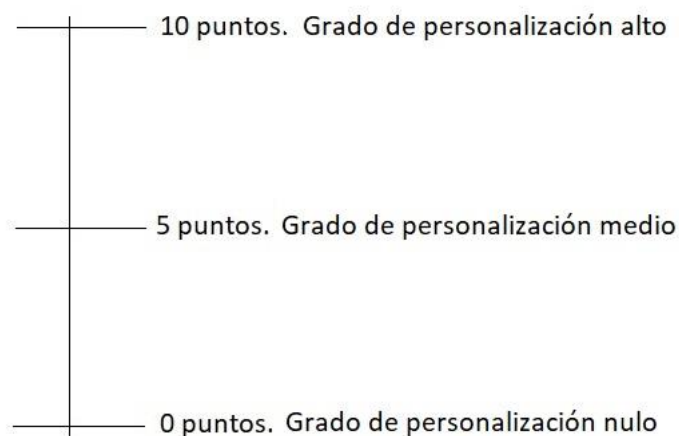 10 puntos. Grado de personalización alto
5 puntos. Grado de personalización medio
0 puntos. Grado de personalización nulo